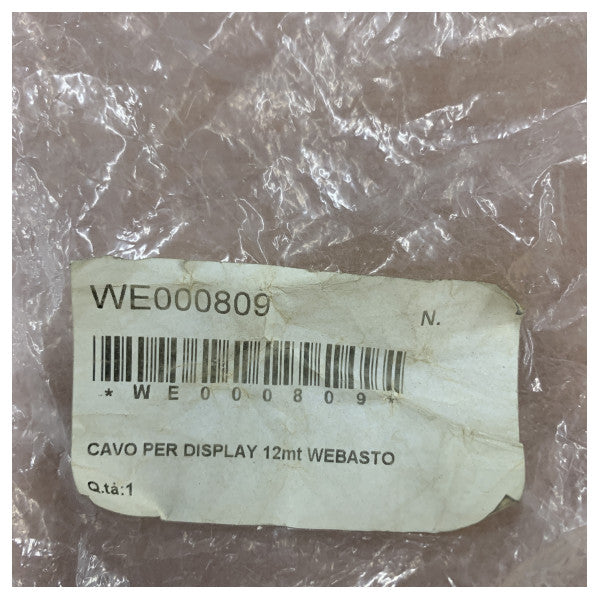 WE000809
N.
*WE000809*
CAVO PER DISPLAY 12mt WEBASTO
Q.tà:1